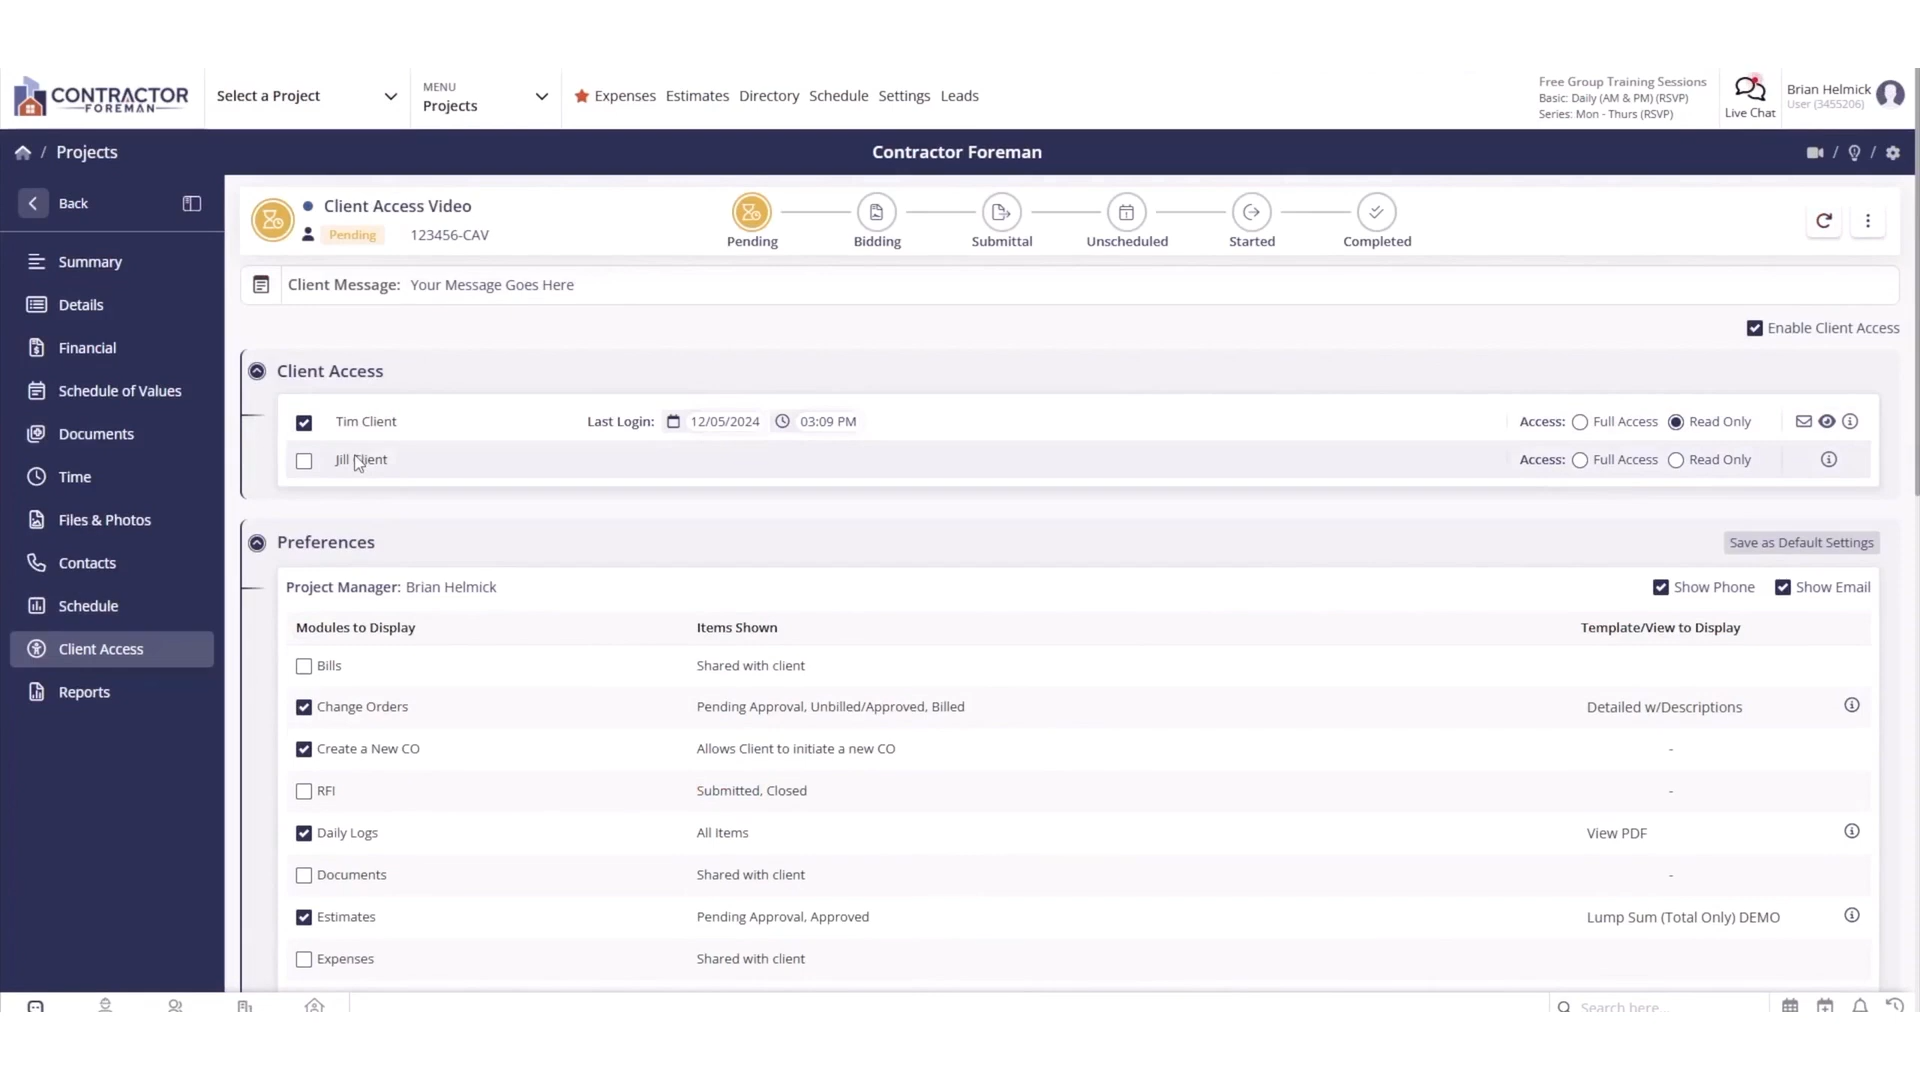 CONTRACTOR
FOREMAN
Select a Project
MENU
Projects
Expenses Estimates Directory Schedule Settings Leads
Free Group Training Sessions
Basic: Daily (AM & PM) (RSVP)
Series: Mon - Thurs (RSVP)
Live Chat
Brian Helmick
User (3455206)
/ Projects
Contractor Foreman
/ /
Back
Summary
Details
Financial
Schedule of Values
Documents
Time
Files & Photos
Contacts
Schedule
Client Access
Reports
Client Access Video
Pending 123456-CAV
Pending Bidding Submittal Unscheduled Started Completed
Client Message: Your Message Goes Here
Enable Client Access
Client Access
Tim Client Last Login: 12/05/2024 03:09 PM Access: Full Access Read Only
Jill Client Access: Full Access Read Only
Preferences Save as Default Settings
Project Manager: Brian Helmick Show Phone Show Email
Modules to Display Items Shown Template/View to Display
Bills Shared with client
Change Orders Pending Approval, Unbilled/Approved, Billed Detailed w/Descriptions
Create a New CO Allows Client to initiate a new CO -
RFI Submitted, Closed -
Daily Logs All Items View PDF
Documents Shared with client -
Estimates Pending Approval, Approved Lump Sum (Total Only) DEMO
Expenses Shared with client
Search here...